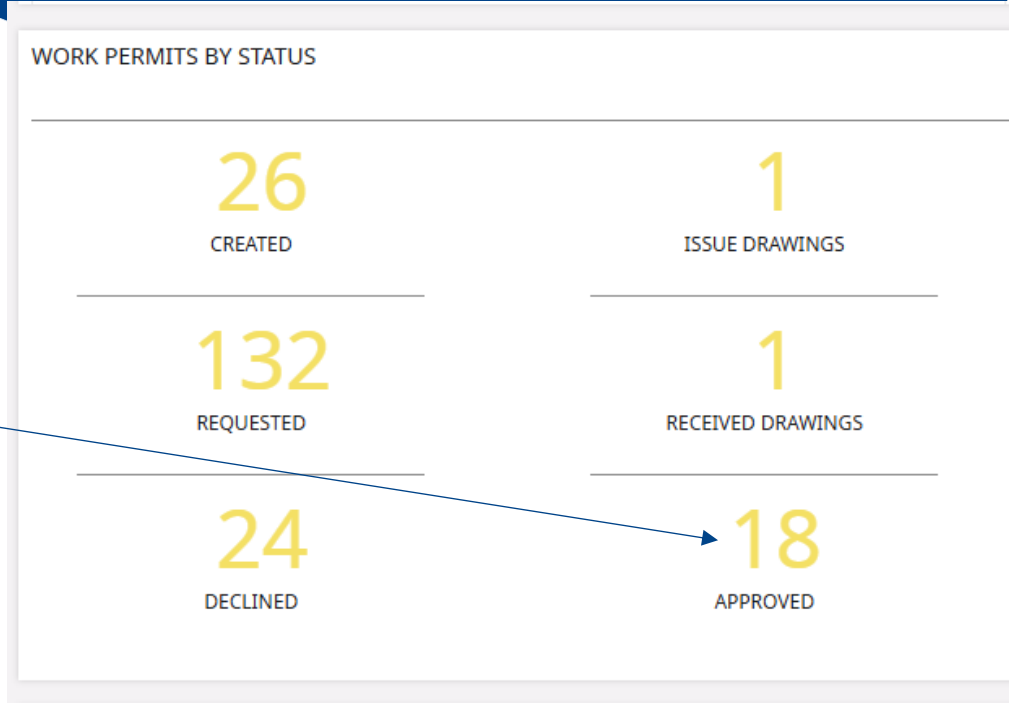 WORK PERMITS BY STATUS
26
CREATED
1
ISSUE DRAWINGS
132
REQUESTED
1
RECEIVED DRAWINGS
24
DECLINED
18
APPROVED